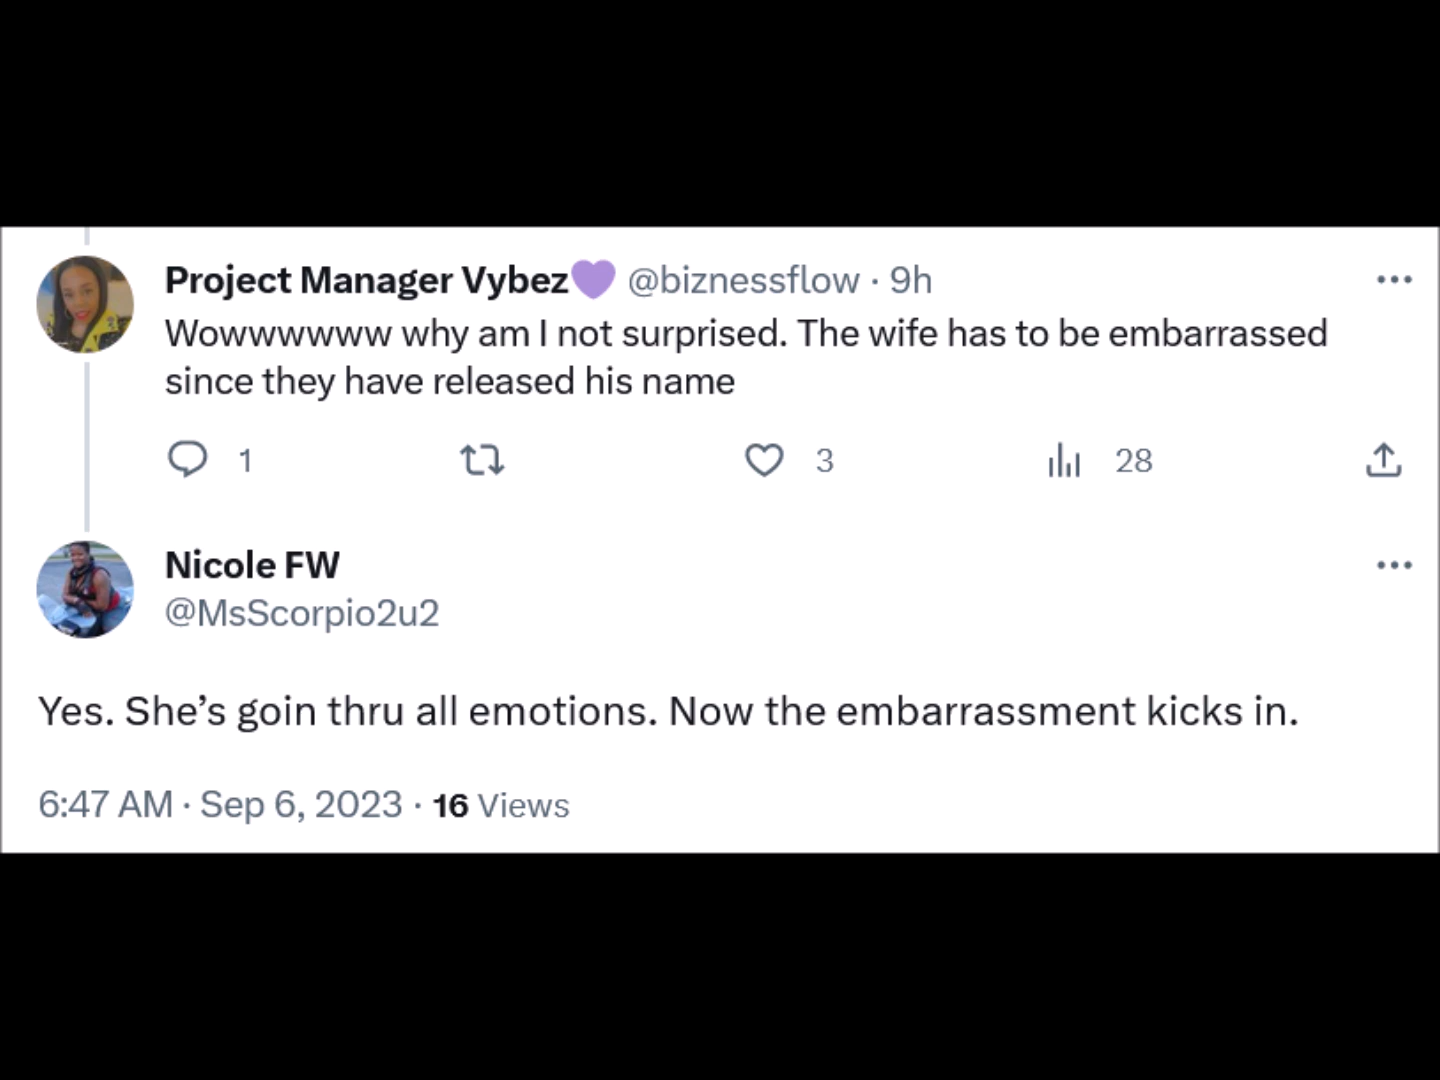 Project Manager Vybez💜 @biznessflow · 9h
Wowwwwww why am I not surprised. The wife has to be embarrassed
since they have released his name
1 3 28
Nicole FW
@MsScorpio2u2
Yes. She’s goin thru all emotions. Now the embarrassment kicks in.
6:47 AM · Sep 6, 2023 · 16 Views